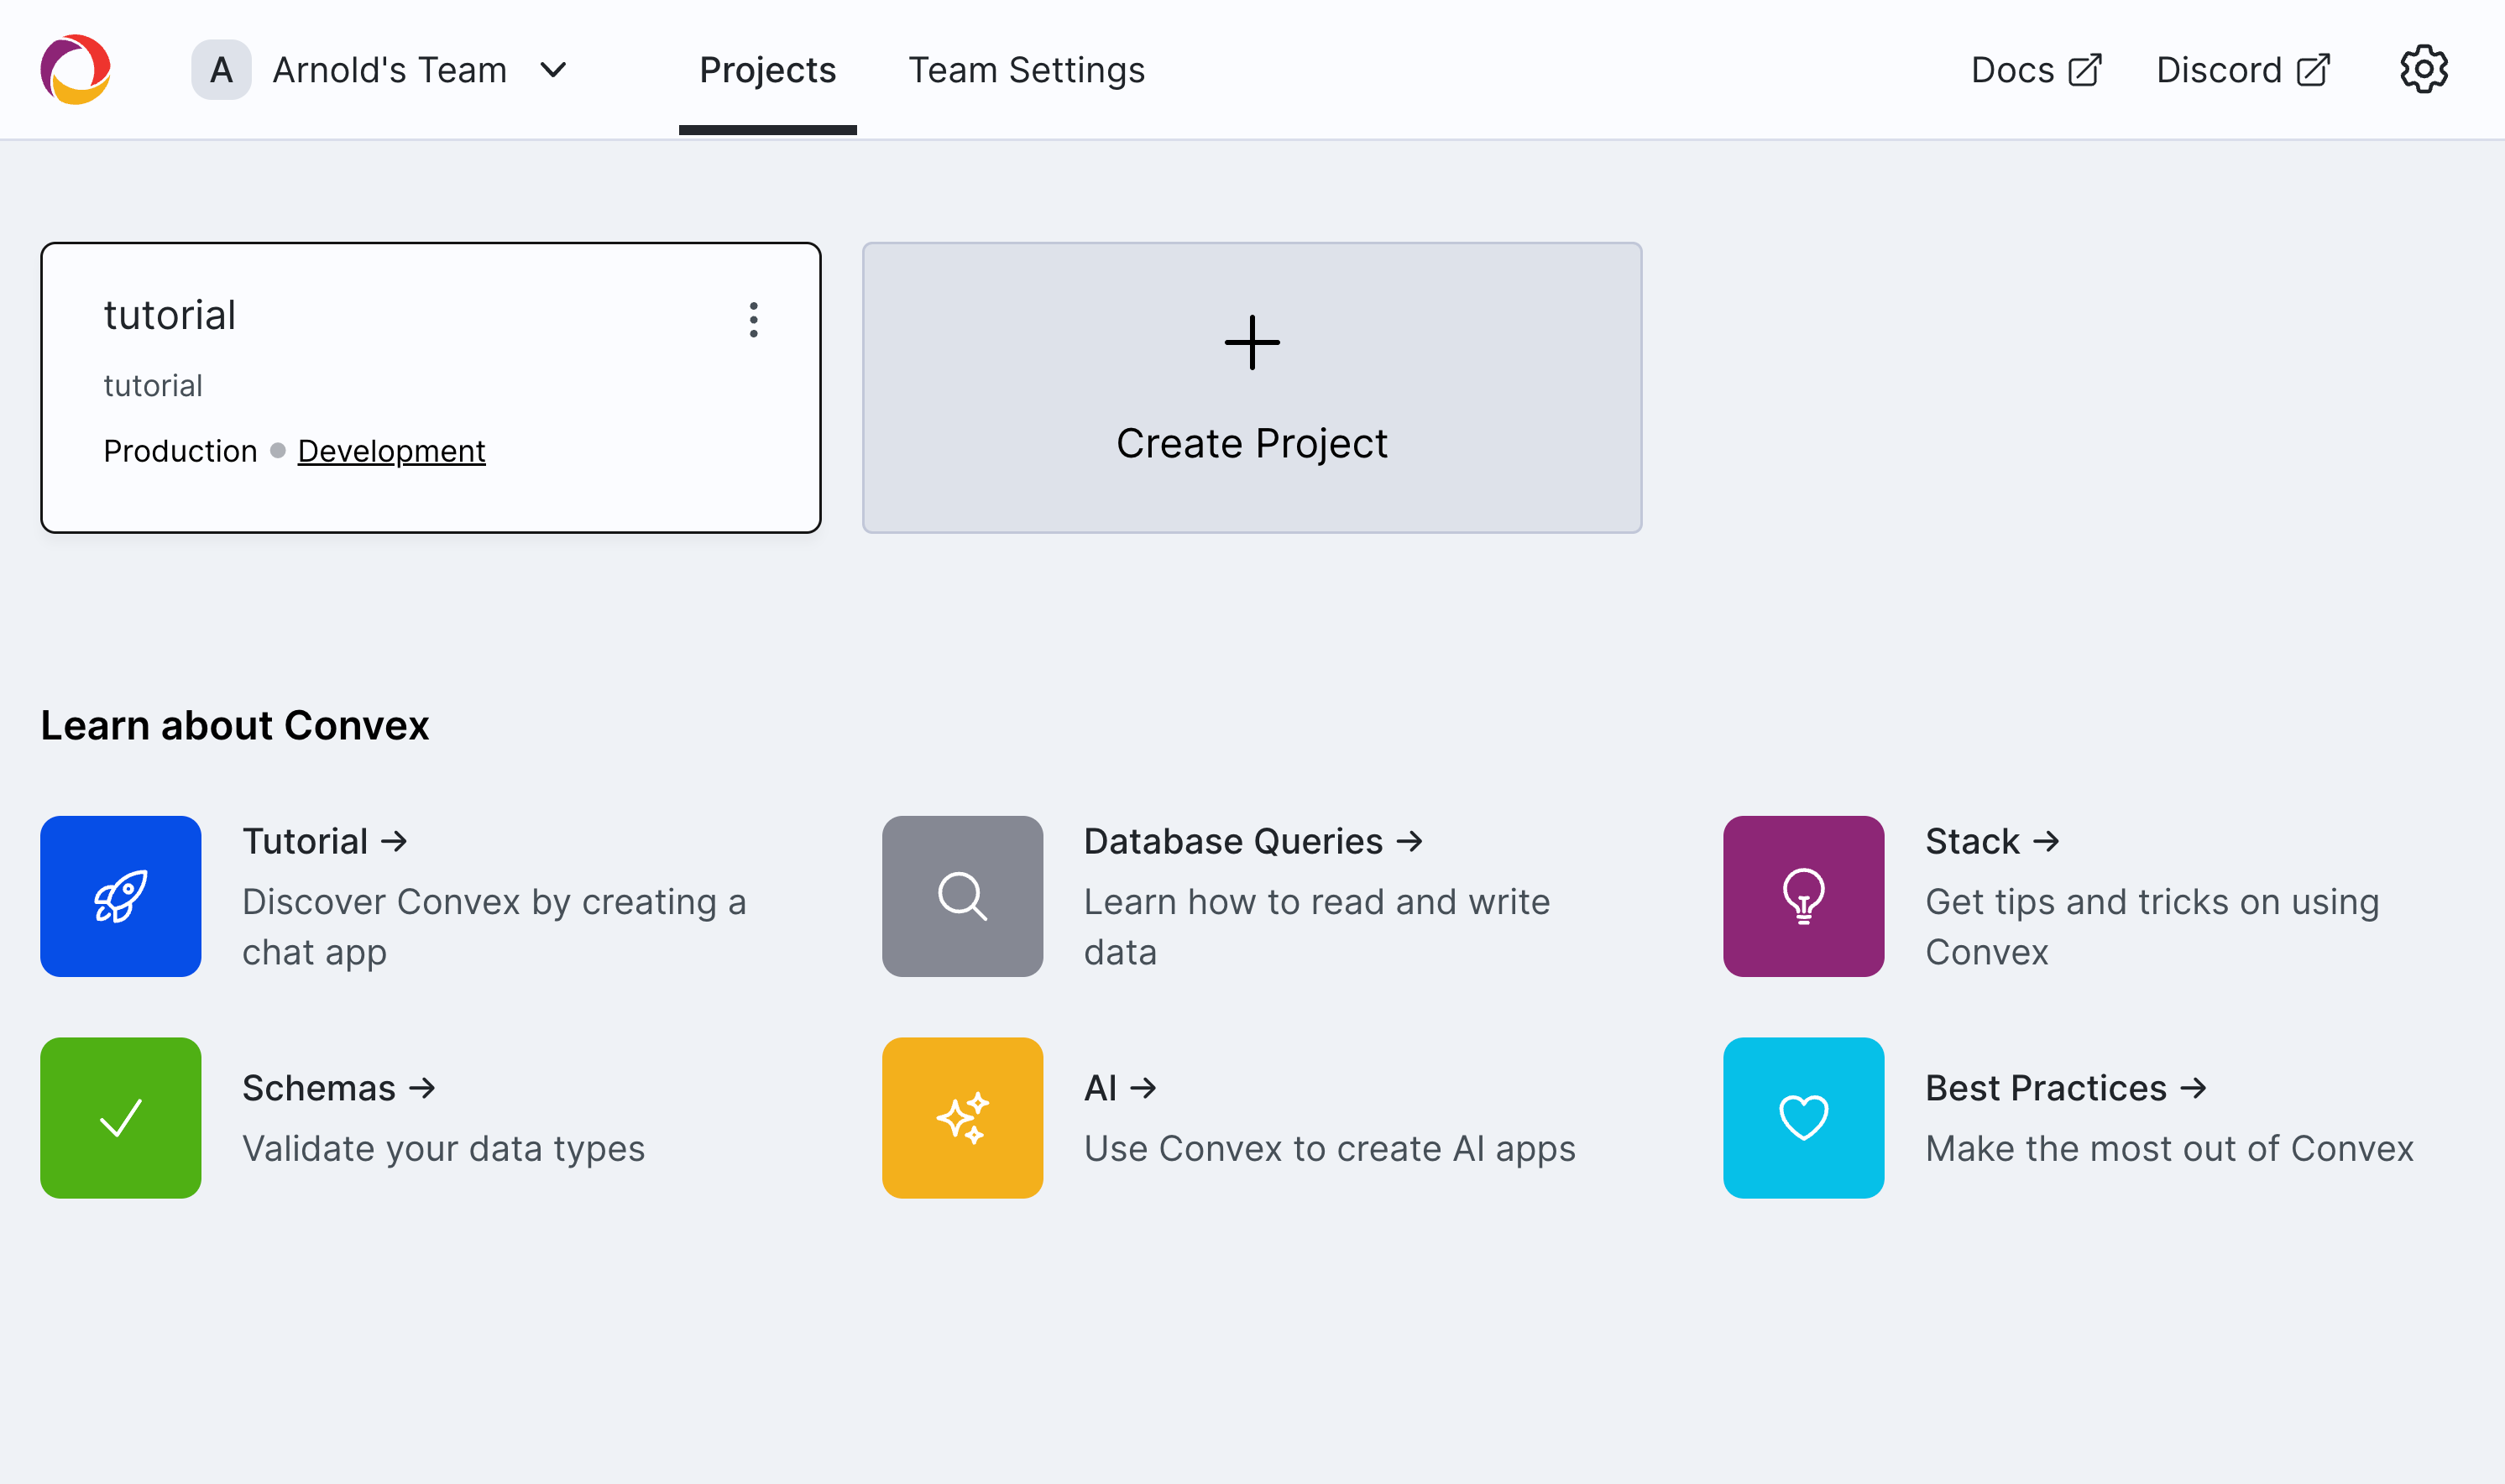 A Arnold's Team Projects Team Settings Docs Discord
tutorial
tutorial
Production Development
Create Project
Learn about Convex
Tutorial →
Discover Convex by creating a
chat app
Database Queries →
Learn how to read and write
data
Stack →
Get tips and tricks on using
Convex
Schemas →
Validate your data types
AI →
Use Convex to create AI apps
Best Practices →
Make the most out of Convex